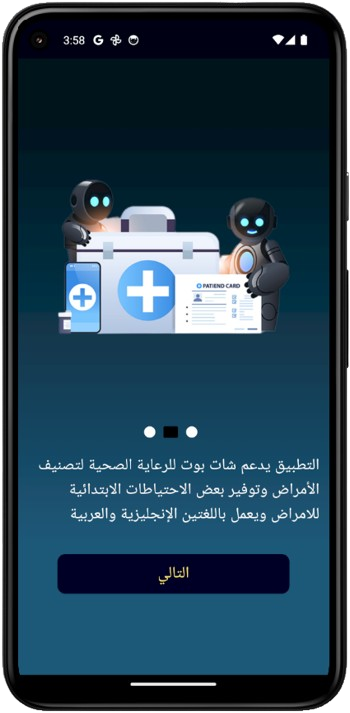 3:58
PATIEND CARD
التطبيق يدعم شات بوت للرعاية الصحية لتصنيف
الأمراض وتوفير بعض الاحتياطات الابتدائية
للامراض ويعمل باللغتين الإنجليزية والعربية
التالي